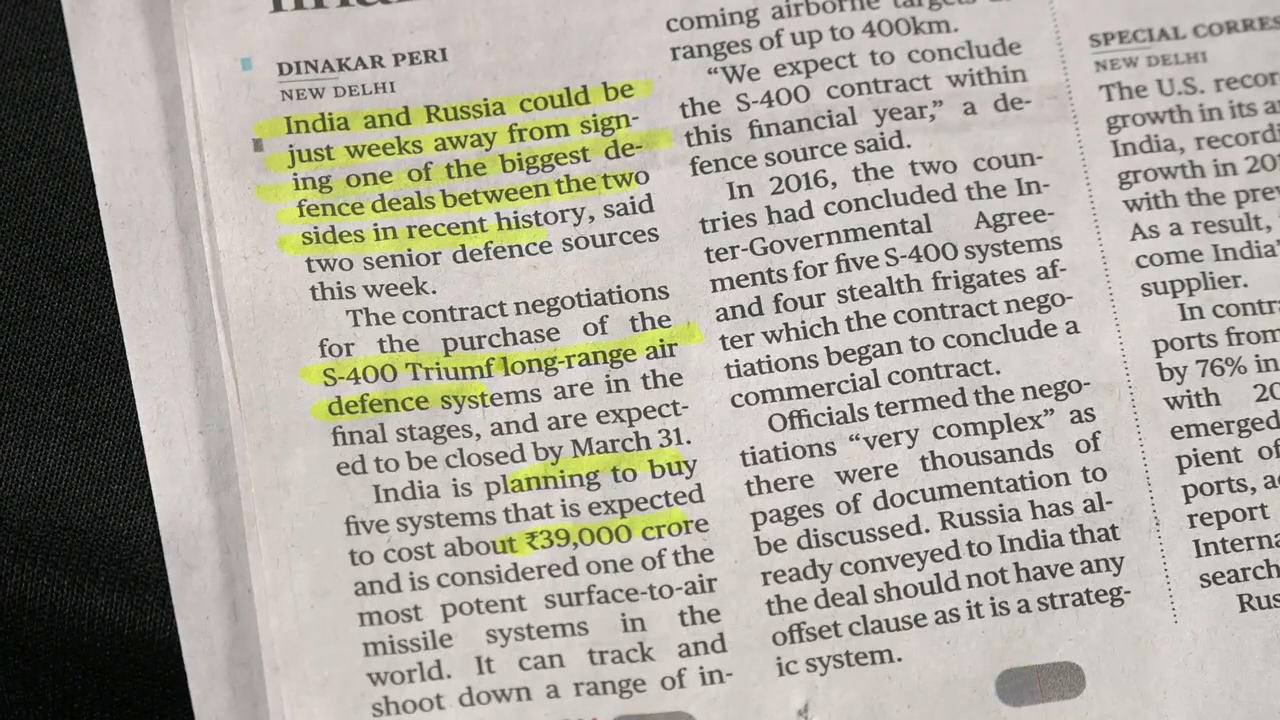 DINAKAR PERI
NEW DELHI
India and Russia could be
just weeks away from sign-
ing one of the biggest de-
fence deals between the two
sides in recent history, said
two senior defence sources
this week.
The contract negotiations
for the purchase of the
S-400 Triumf long-range air
defence systems are in the
final stages, and are expect-
ed to be closed by March 31.
India is planning to buy
five systems that is expected
to cost about ₹39,000 crore
and is considered one of the
most potent surface-to-air
missile systems in the
world. It can track and
shoot down a range of in-
coming airborne targets
ranges of up to 400km.
“We expect to conclude
the S-400 contract within
this financial year,” a de-
fence source said.
In 2016, the two coun-
tries had concluded the In-
ter-Governmental Agree-
ments for five S-400 systems
and four stealth frigates af-
ter which the contract nego-
tiations began to conclude a
commercial contract.
Officials termed the nego-
tiations “very complex” as
there were thousands of
pages of documentation to
be discussed. Russia has al-
ready conveyed to India that
the deal should not have any
offset clause as it is a strateg-
ic system.
SPECIAL CORRES
NEW DELHI
The U.S. recor
growth in its a
India, recordi
growth in 20
with the prev
As a result,
come India
supplier.
In contr
ports from
by 76% in
with 20
emerged
pient of
ports, a
report
Interna
search
Rus